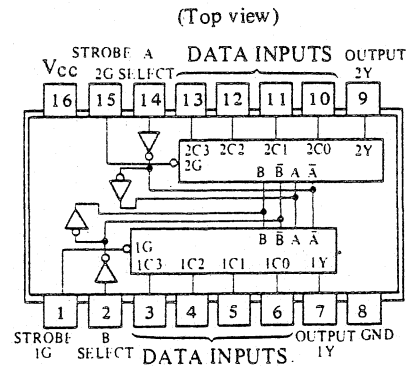 (Top view)
STROBE A DATA INPUTS OUTPUT
Vcc 2G SELECT 2Y
16 15 14 13 12 11 10 9
2C3 2C2 2C1 2C0 2Y
2G
B B̅ A A̅
B B̅ A A̅
1G
1C3 1C2 1C1 1C0 1Y
1 2 3 4 5 6 7 8
STROBE B OUTPUT GND
1G SELECT DATA INPUTS. 1Y